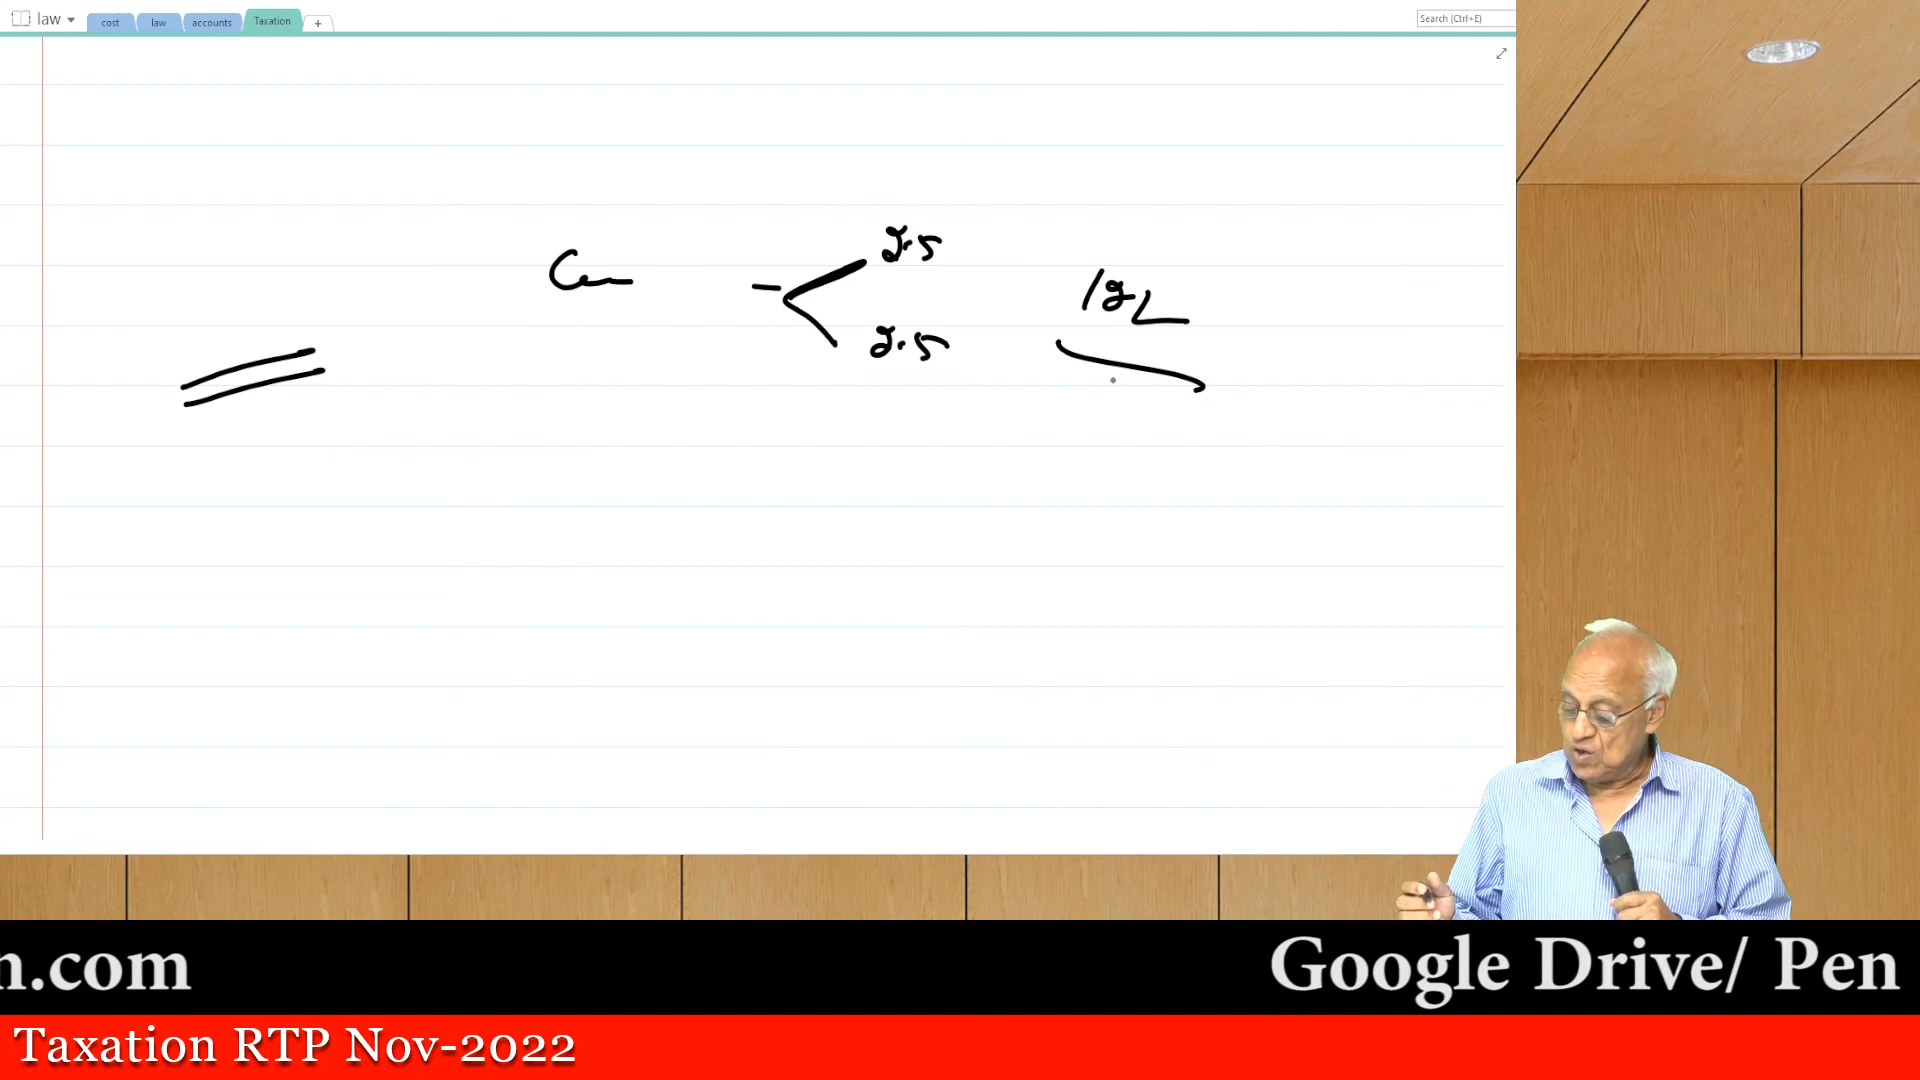 law
cost
law
accounts
Taxation
+
Search (Ctrl+E)
2.5
2.5
n.com
Google Drive/ Pen
Taxation RTP Nov-2022